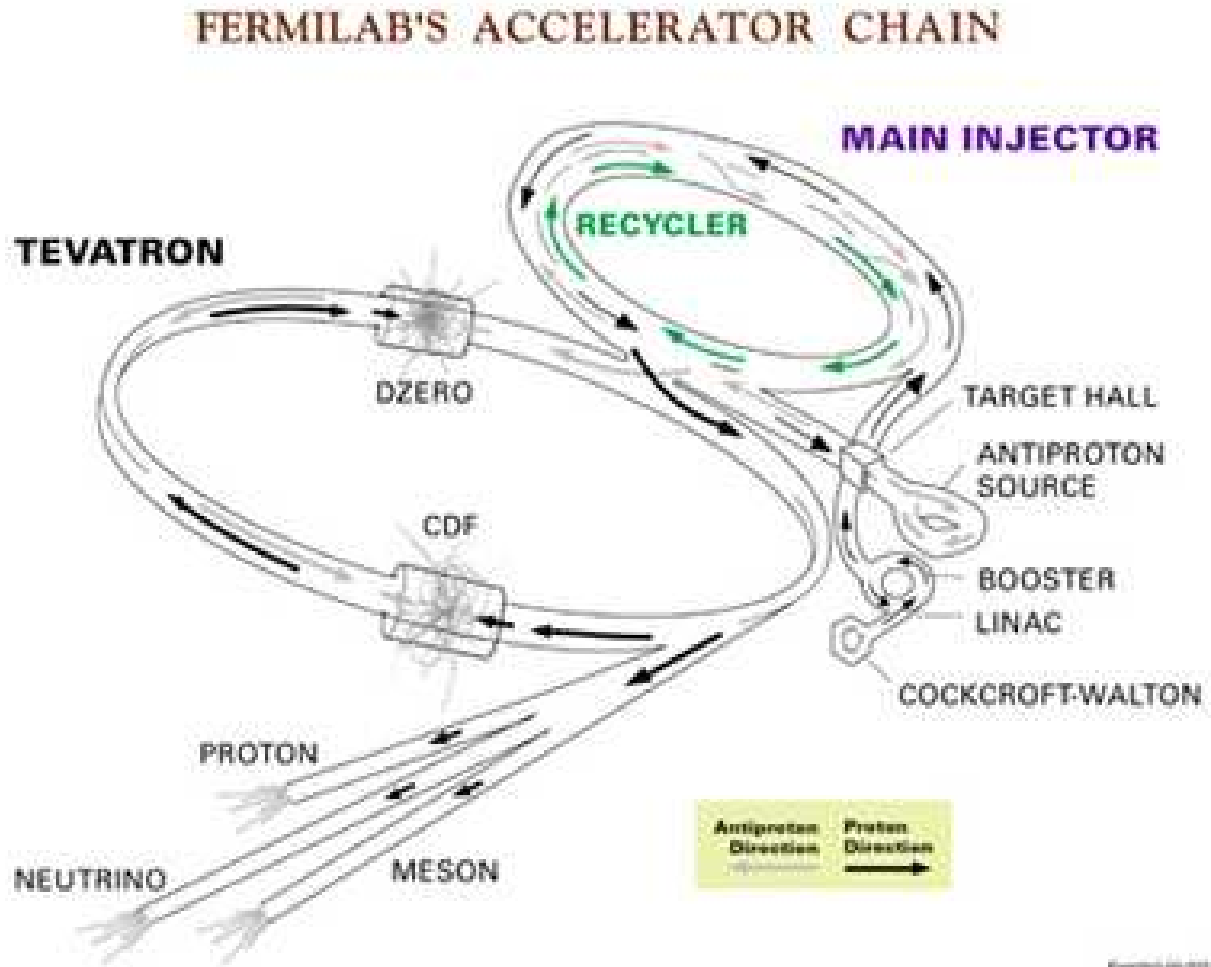 FERMILAB'S ACCELERATOR CHAIN
MAIN INJECTOR
RECYCLER
TEVATRON
DZERO
TARGET HALL
ANTIPROTON
SOURCE
CDF
BOOSTER
LINAC
COCKCROFT-WALTON
PROTON
Antiproton Direction
Proton Direction
NEUTRINO
MESON